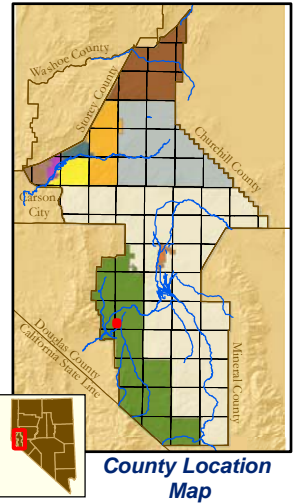 Washoe County
Storey County
Churchill County
Carson
City
Douglas County
California State Line
Mineral County
County Location
Map